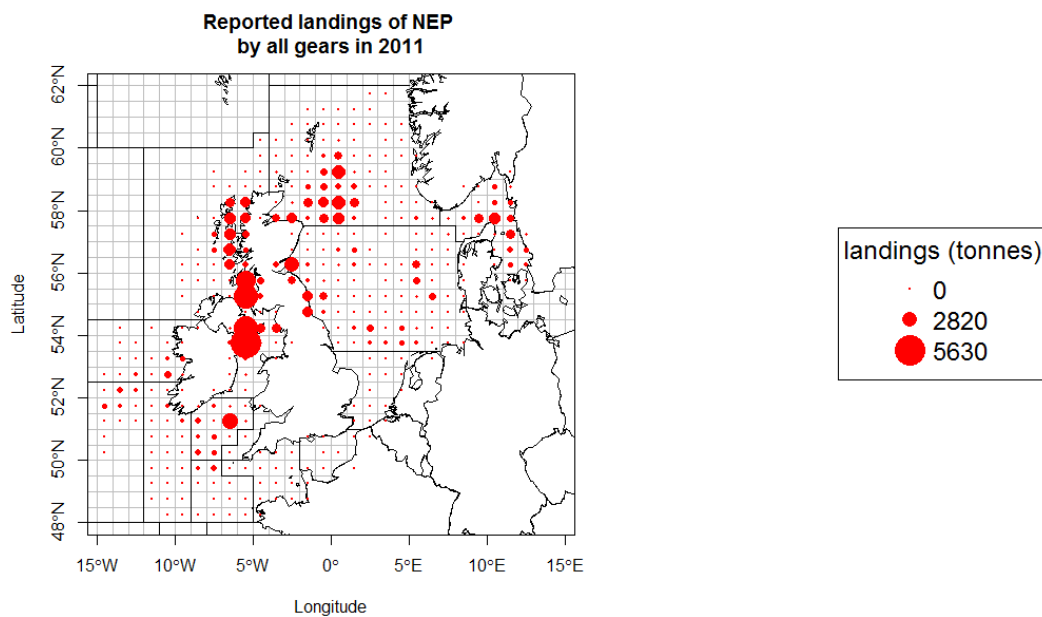 Reported landings of NEP
by all gears in 2011
62°N
60°N
58°N
56°N
54°N
52°N
50°N
48°N
Latitude
15°W
10°W
5°W
0°
5°E
10°E
15°E
Longitude
landings (tonnes)
0
2820
5630